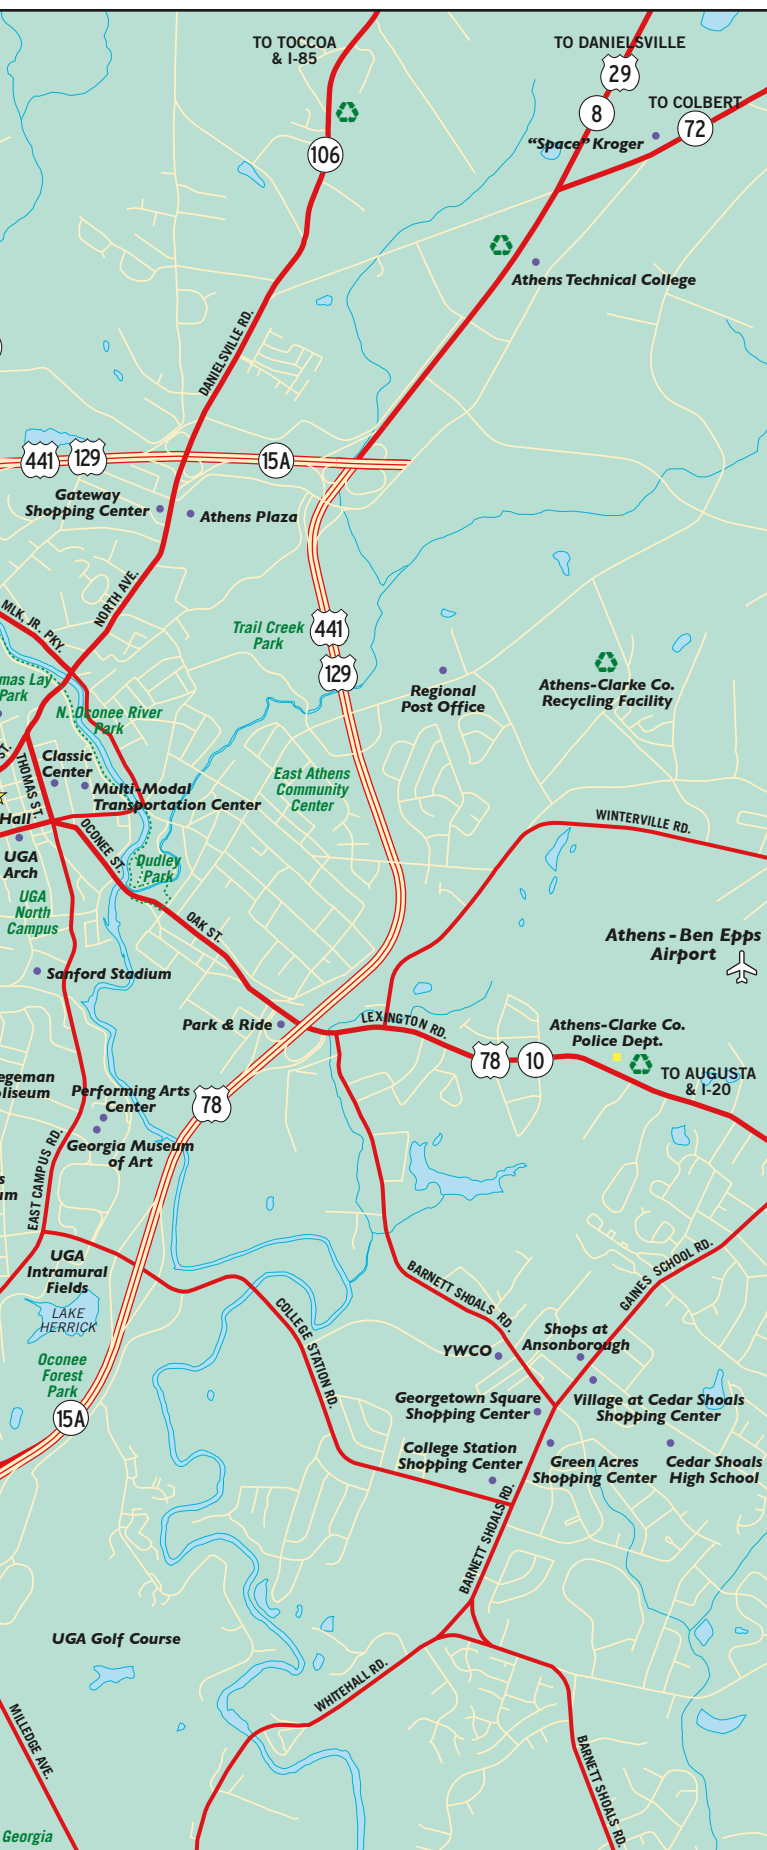 TO TOCCOA
& I-85
TO DANIELSVILLE
29
8
TO COLBERT
72
"Space" Kroger
106
Athens Technical College
DANIELSVILLE RD.
441
129
15A
Gateway
Shopping Center
Athens Plaza
NORTH AVE.
MLK, JR. PKY.
Trail Creek
Park
441
129
mas Lay
Park
N. Oconee River
Park
Regional
Post Office
Athens-Clarke Co.
Recycling Facility
ST.
THOMAS ST.
Classic
Center
Multi-Modal
Transportation Center
East Athens
Community
Center
Hall
OCONEE ST.
WINTERVILLE RD.
UGA
Arch
Dudley
Park
UGA
North
Campus
OAK ST.
Athens-Ben Epps
Airport
Sanford Stadium
Park & Ride
LEXINGTON RD.
78
10
Athens-Clarke Co.
Police Dept.
TO AUGUSTA
& I-20
egeman
liseum
Performing Arts
Center
78
Georgia Museum
of Art
s
um
EAST CAMPUS RD.
UGA
Intramural
Fields
LAKE
HERRICK
Oconee
Forest
Park
15A
COLLEGE STATION RD.
BARNETT SHOALS RD.
GAINES SCHOOL RD.
YWCO
Shops at
Ansonborough
Georgetown Square
Shopping Center
Village at Cedar Shoals
Shopping Center
College Station
Shopping Center
Green Acres
Shopping Center
Cedar Shoals
High School
BARNETT SHOALS RD.
UGA Golf Course
WHITEHALL RD.
MILLEDGE AVE.
BARNETT SHOALS RD.
Georgia